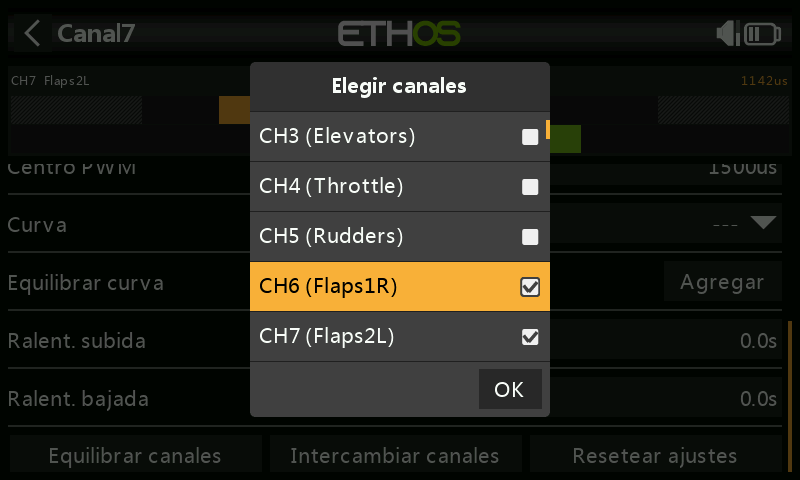 Canal7
ETHOS
CH7 Flaps2L
1142us
Elegir canales
CH3 (Elevators)
CH4 (Throttle)
CH5 (Rudders)
CH6 (Flaps1R)
CH7 (Flaps2L)
OK
Centro PWM
1500us
Curva
---
Equilibrar curva
Agregar
Ralent. subida
0.0s
Ralent. bajada
0.0s
Equilibrar canales
Intercambiar canales
Resetear ajustes